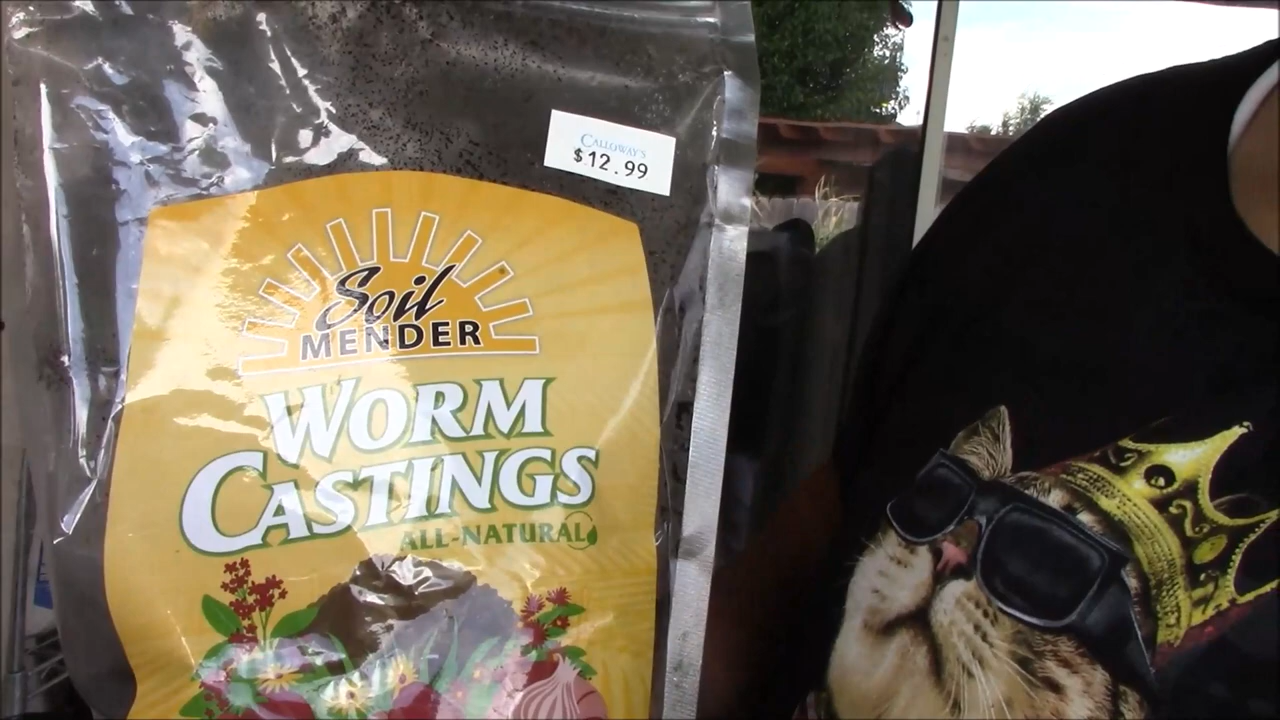 CALLOWAY'S
$12.99
Soil
MENDER
WORM
CASTINGS
ALL-NATURAL